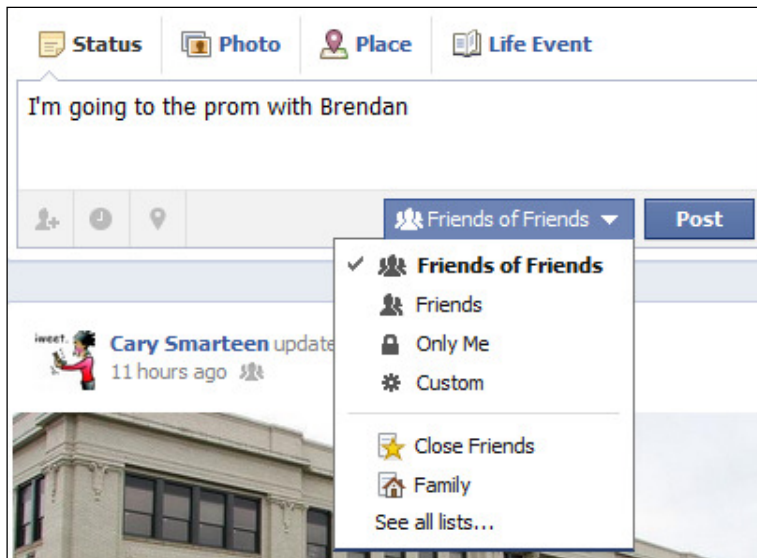 Status Photo Place Life Event
I'm going to the prom with Brendan
Friends of Friends Post
Friends of Friends
Friends
Only Me
Custom
Cary Smarteen update
11 hours ago
Close Friends
Family
See all lists...